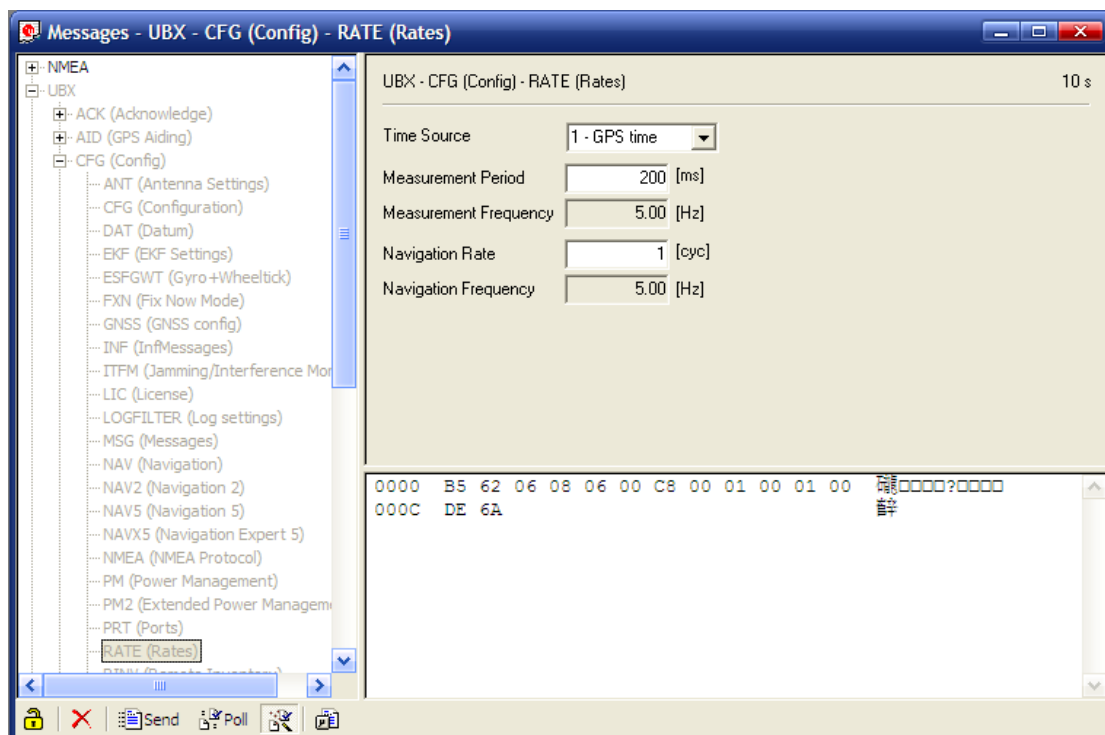 Messages - UBX - CFG (Config) - RATE (Rates)
NMEA
UBX
ACK (Acknowledge)
AID (GPS Aiding)
CFG (Config)
ANT (Antenna Settings)
CFG (Configuration)
DAT (Datum)
EKF (EKF Settings)
ESFGWT (Gyro+Wheeltick)
FXN (Fix Now Mode)
GNSS (GNSS config)
INF (InfMessages)
ITFM (Jamming/Interference Mor
LIC (License)
LOGFILTER (Log settings)
MSG (Messages)
NAV (Navigation)
NAV2 (Navigation 2)
NAV5 (Navigation 5)
NAVX5 (Navigation Expert 5)
NMEA (NMEA Protocol)
PM (Power Management)
PM2 (Extended Power Managem
PRT (Ports)
RATE (Rates)
UBX - CFG (Config) - RATE (Rates) 10 s
Time Source 1 - GPS time
Measurement Period 200 [ms]
Measurement Frequency 5.00 [Hz]
Navigation Rate 1 [cyc]
Navigation Frequency 5.00 [Hz]
0000 B5 62 06 08 06 00 C8 00 01 00 01 00
000C DE 6A
Send Poll